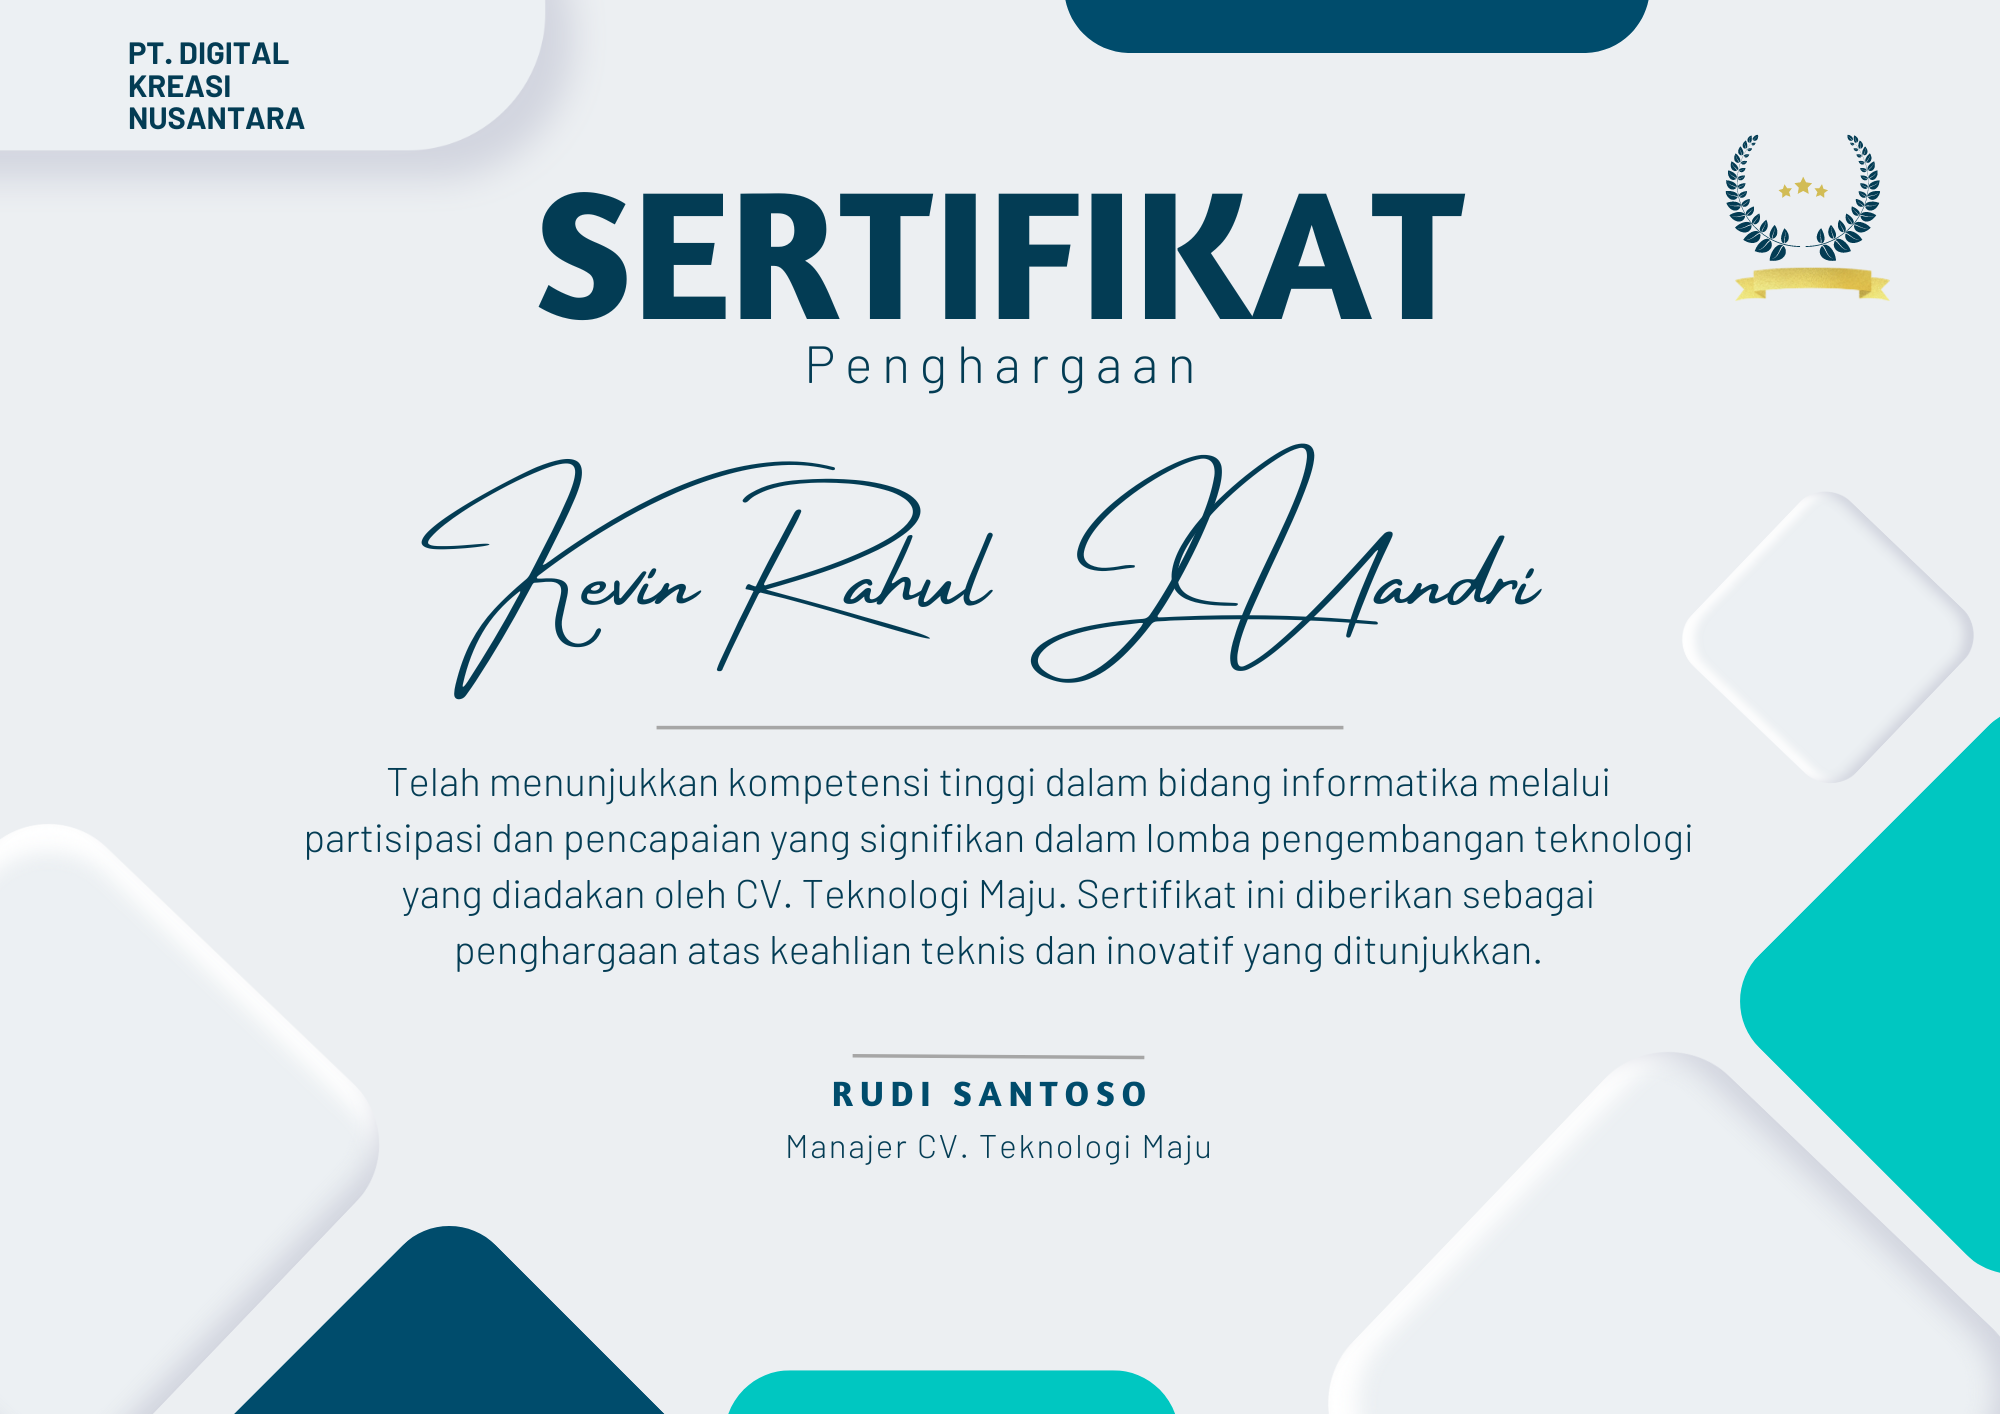 PT. DIGITAL
KREASI
NUSANTARA
SERTIFIKAT
Penghargaan
Kevin Rahul
Telah menunjukkan kompetensi tinggi dalam bidang informatika melalui
partisipasi dan pencapaian yang signifikan dalam lomba pengembangan teknologi
yang diadakan oleh CV. Teknologi Maju. Sertifikat ini diberikan sebagai
penghargaan atas keahlian teknis dan inovatif yang ditunjukkan.
RUDI SANTOSO
Manajer CV. Teknologi Maju